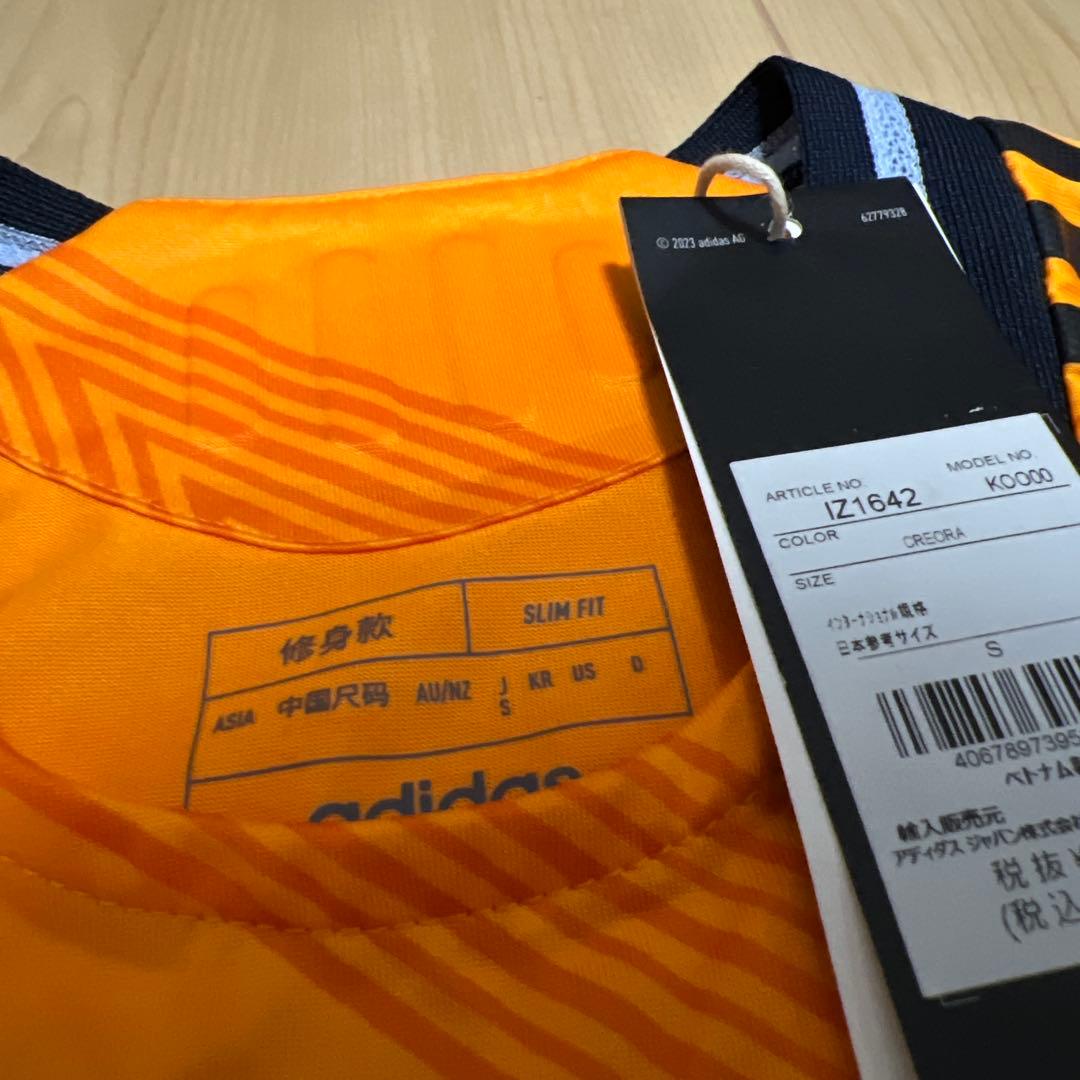 © 2023 adidas AG
62779328
ARTICLE NO.
MODEL NO.
IZ1642
KOO00
COLOR
CREORA
SIZE
インターナショナル規格
日本参考サイズ
S
4067897395
ベトナム
輸入販売元
アディダス ジャパン株式会
税抜¥
(税込
修身款
SLIM FIT
ASIA 中国尺码 AU/NZ J KR US O
S
adidas